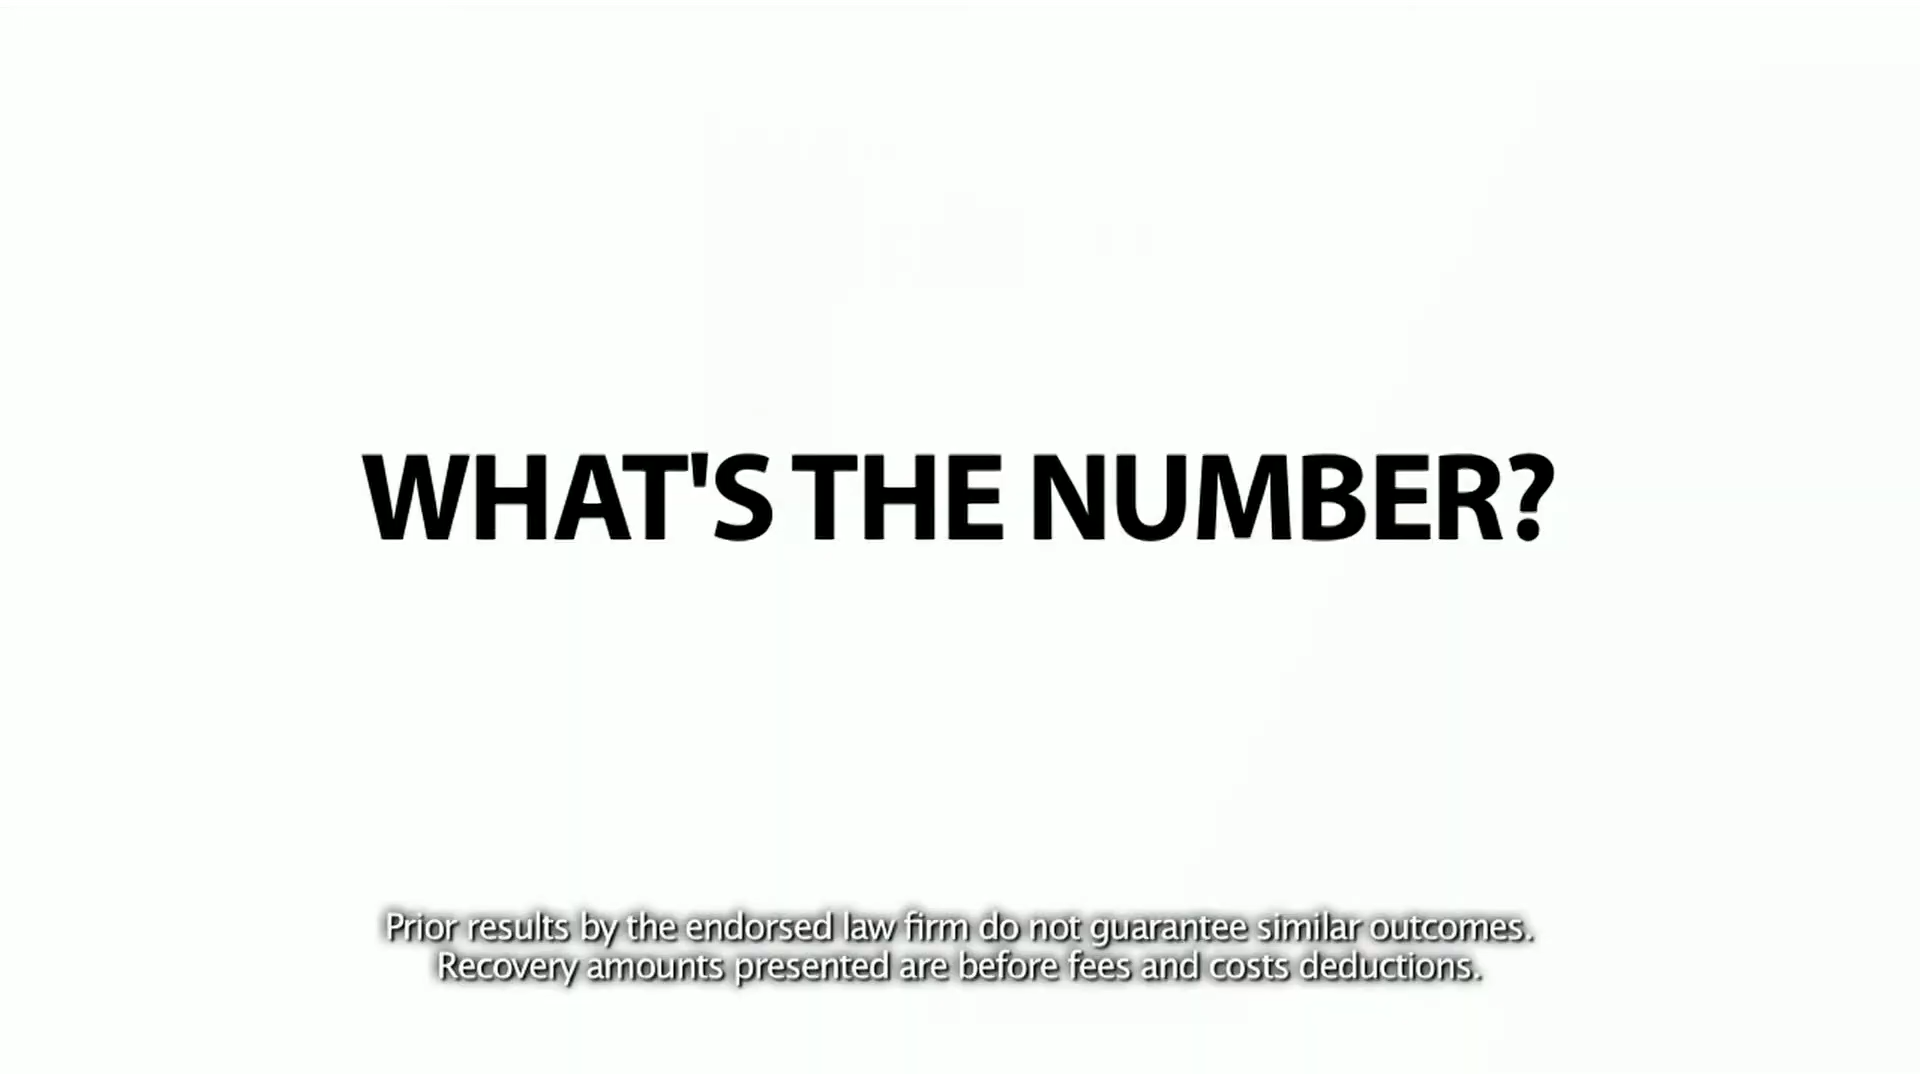 WHAT'S THE NUMBER?
Prior results by the endorsed law firm do not guarantee similar outcomes.
Recovery amounts presented are before fees and costs deductions.